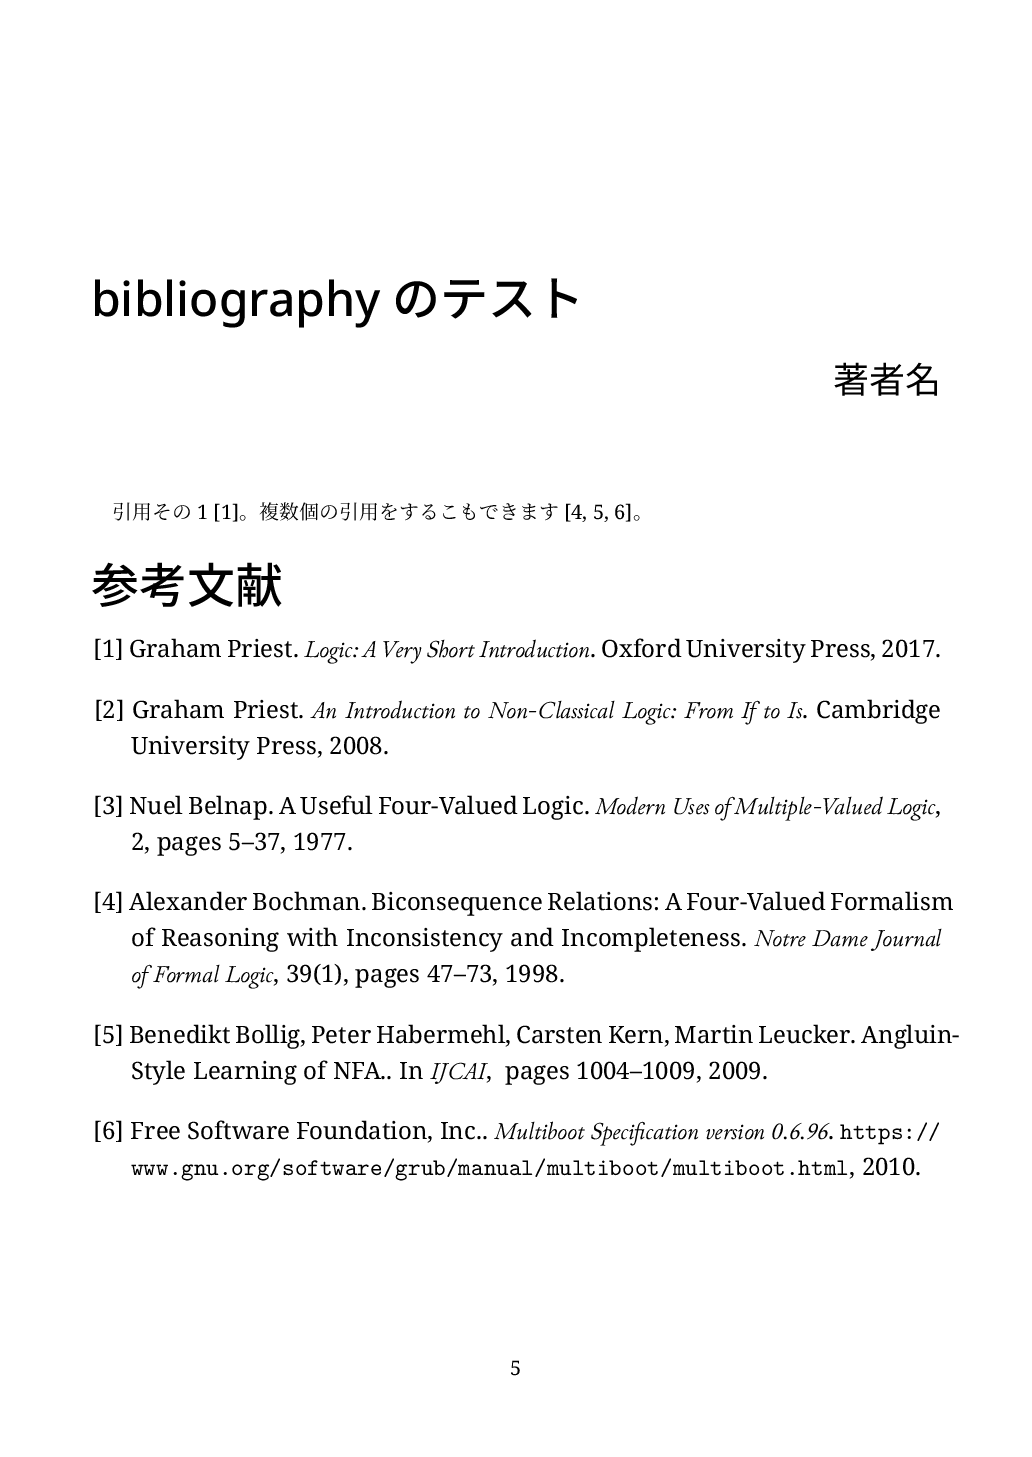 bibliography のテスト
著者名
引用その 1 [1]。複数個の引用をするこもできます [4, 5, 6]。
参考文献
[1] Graham Priest. Logic: A Very Short Introduction. Oxford University Press, 2017.
[2] Graham Priest. An Introduction to Non-Classical Logic: From If to Is. Cambridge
University Press, 2008.
[3] Nuel Belnap. A Useful Four-Valued Logic. Modern Uses of Multiple-Valued Logic,
2, pages 5–37, 1977.
[4] Alexander Bochman. Biconsequence Relations: A Four-Valued Formalism
of Reasoning with Inconsistency and Incompleteness. Notre Dame Journal
of Formal Logic, 39(1), pages 47–73, 1998.
[5] Benedikt Bollig, Peter Habermehl, Carsten Kern, Martin Leucker. Angluin-
Style Learning of NFA.. In IJCAI, pages 1004–1009, 2009.
[6] Free Software Foundation, Inc.. Multiboot Specification version 0.6.96. https://
www.gnu.org/software/grub/manual/multiboot/multiboot.html, 2010.
5